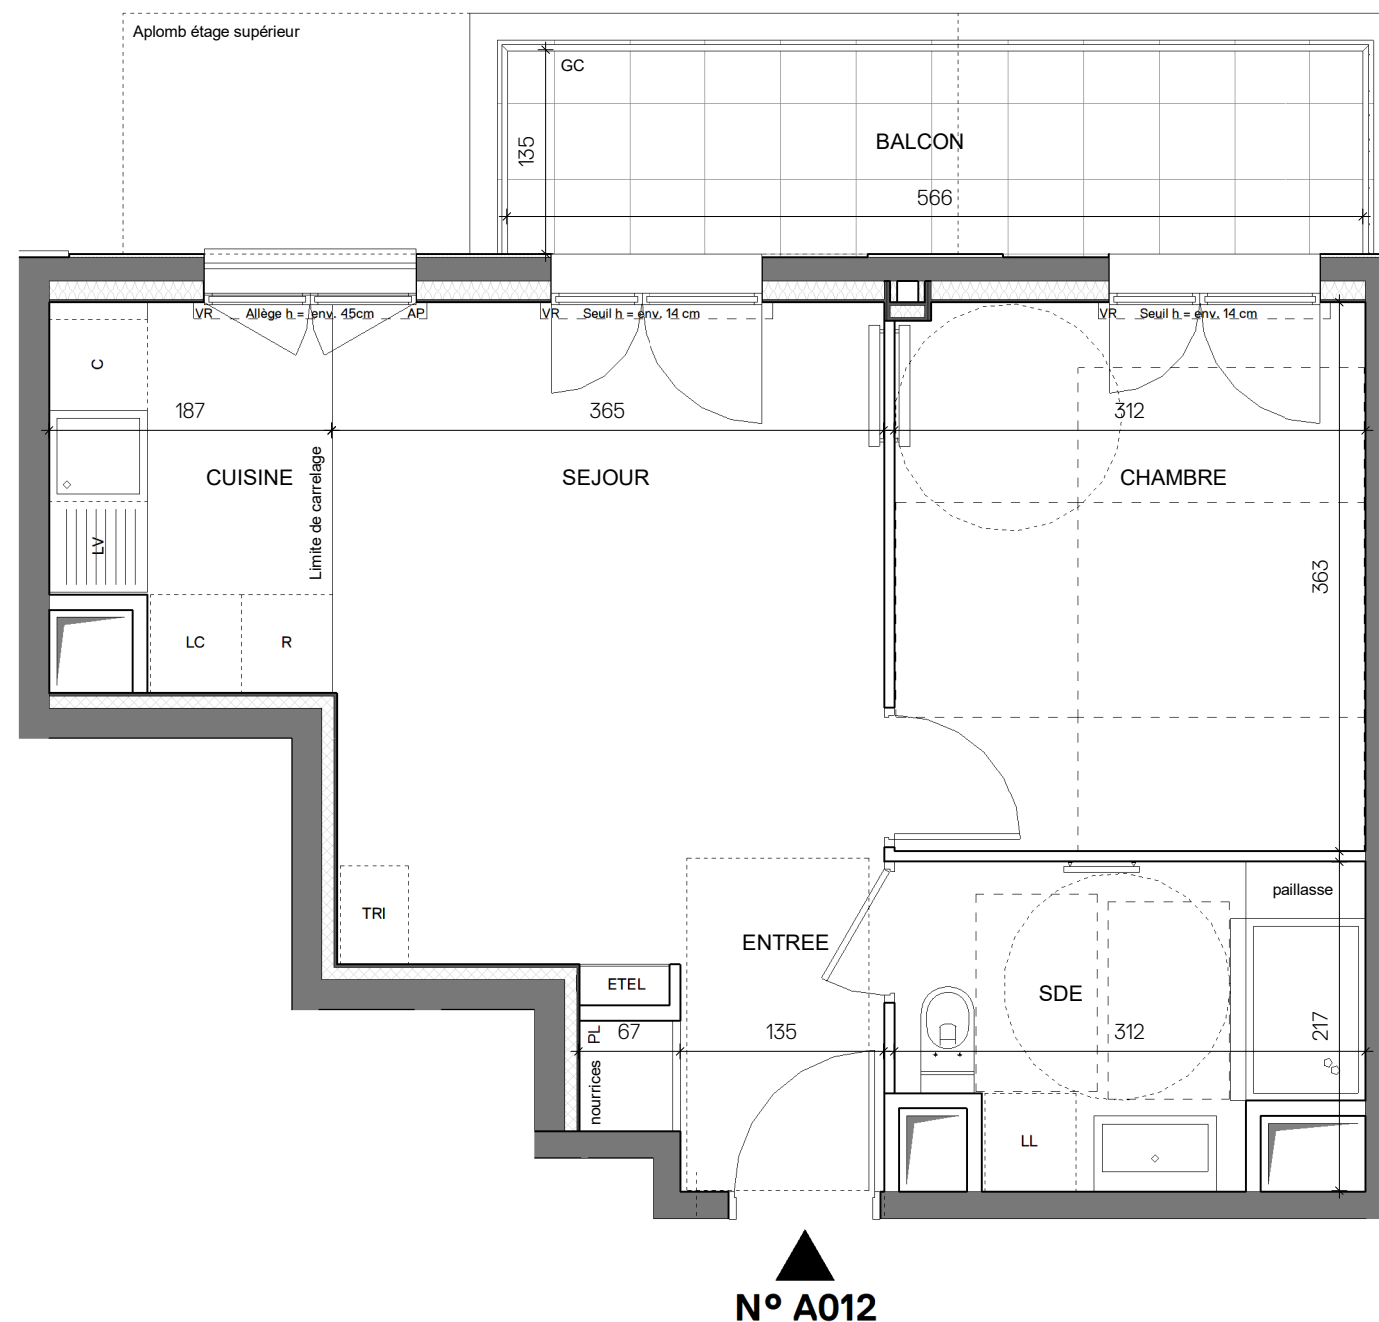 Aplomb étage supérieur
GC
BALCON
135
566
VR Allège h = env. 45cm AP
VR Seuil h = env. 14 cm
VR Seuil h = env. 14 cm
C
187
365
312
CUISINE
SEJOUR
CHAMBRE
Limite de carrelage
LV
363
LC
R
TRI
paillasse
ENTREE
ETEL
SDE
PL
67
135
312
217
nourrices
LL
N° A012